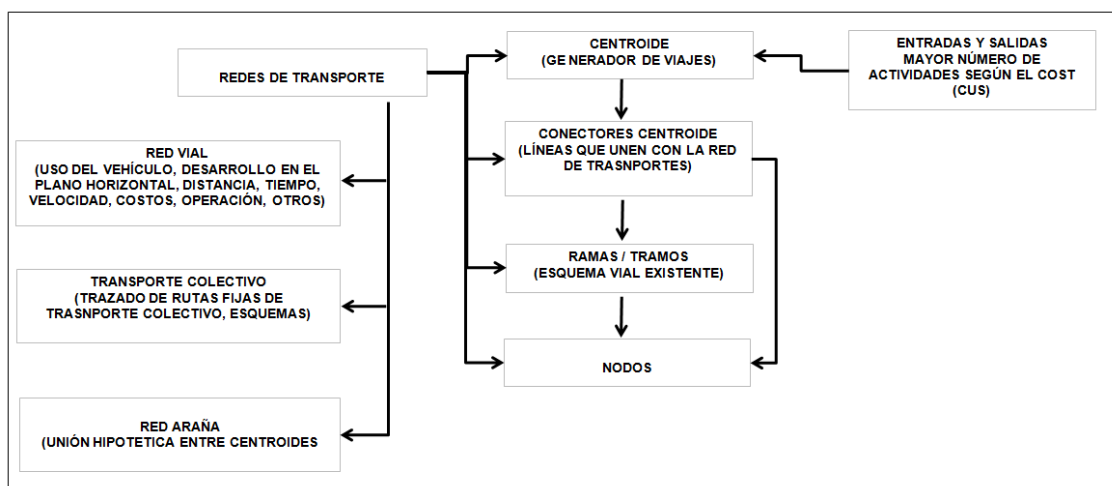 REDES DE TRANSPORTE
CENTROIDE
(GE NERADOR DE VIAJES)
ENTRADAS Y SALIDAS
MAYOR NÚMERO DE
ACTIVIDADES SEGÚN EL COST
(CUS)
RED VIAL
(USO DEL VEHÍCULO, DESARROLLO EN EL
PLANO HORIZONTAL, DISTANCIA, TIEMPO,
VELOCIDAD, COSTOS, OPERACIÓN, OTROS)
CONECTORES CENTROIDE
(LÍNEAS QUE UNEN CON LA RED
DE TRASNPORTES)
TRANSPORTE COLECTIVO
(TRAZADO DE RUTAS FIJAS DE
TRASNPORTE COLECTIVO, ESQUEMAS)
RAMAS / TRAMOS
(ESQUEMA VIAL EXISTENTE)
NODOS
RED ARAÑA
(UNIÓN HIPOTETICA ENTRE CENTROIDES